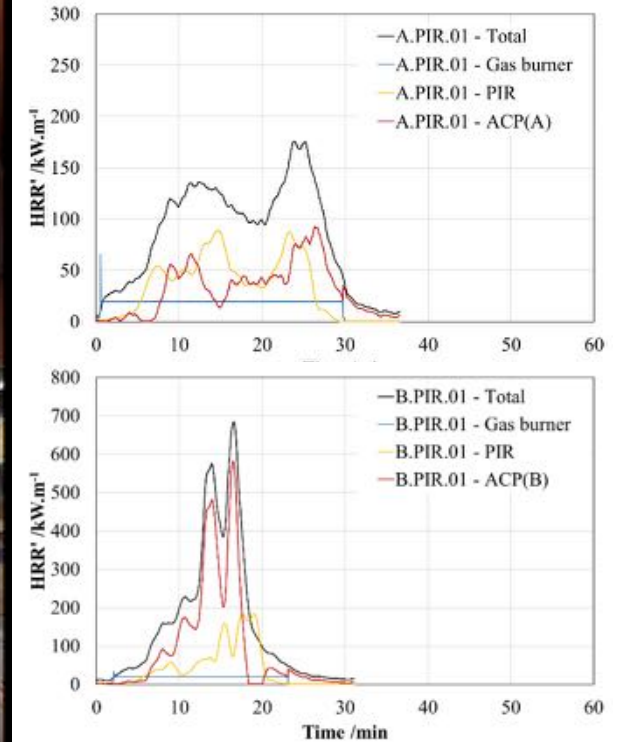 300
250
200
150
100
50
0
HRR' /kW.m-1
A.PIR.01 - Total
A.PIR.01 - Gas burner
A.PIR.01 - PIR
A.PIR.01 - ACP(A)
0 10 20 30 40 50 60
800
700
600
500
400
300
200
100
0
HRR' /kW.m-1
B.PIR.01 - Total
B.PIR.01 - Gas burner
B.PIR.01 - PIR
B.PIR.01 - ACP(B)
0 10 20 30 40 50 60
Time /min